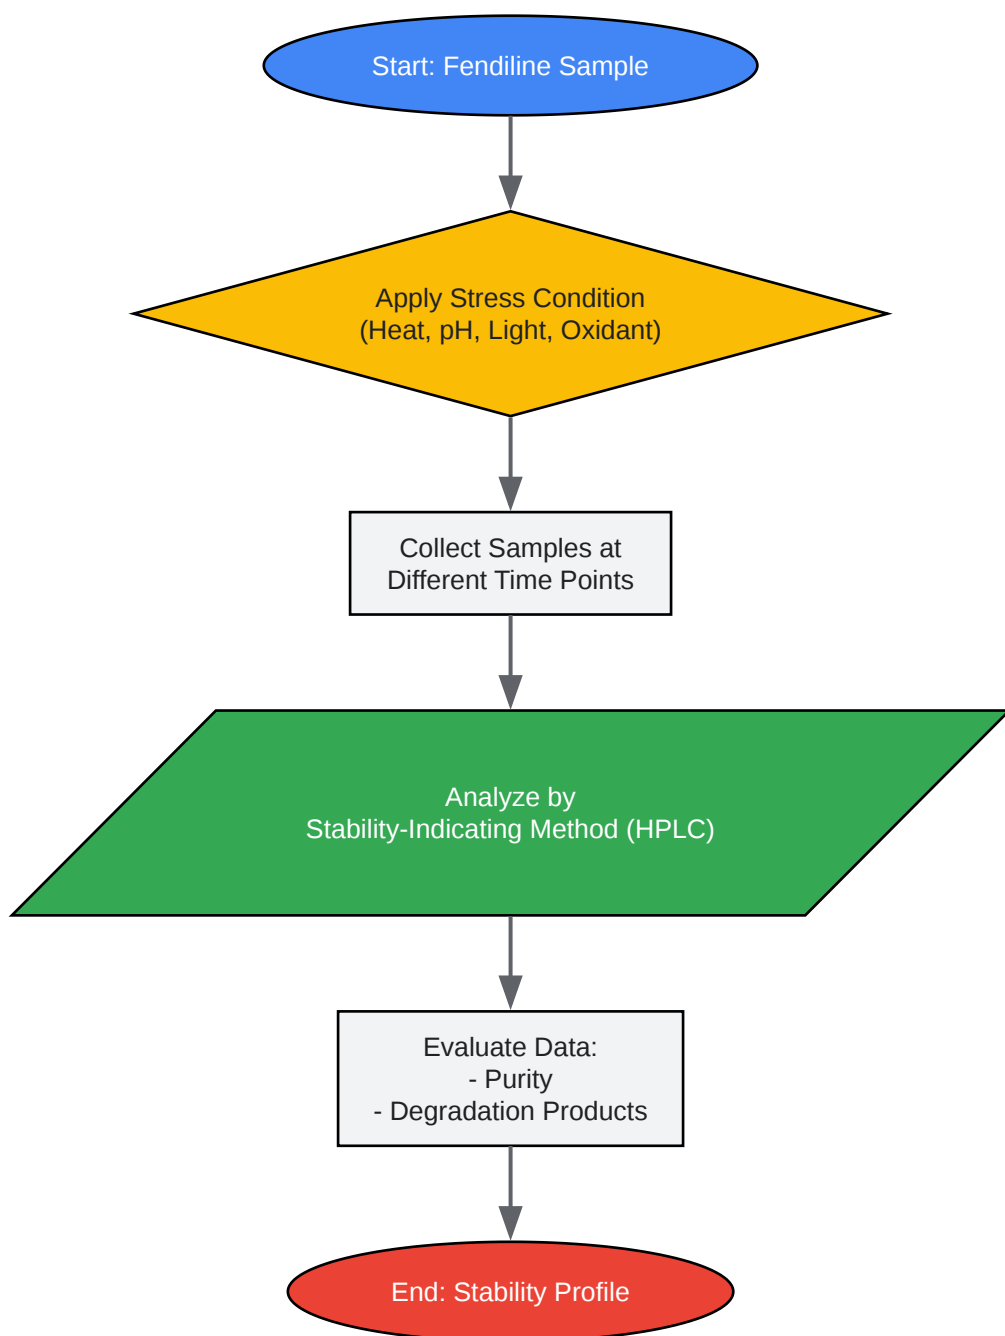 Start: Fendiline Sample
Apply Stress Condition
(Heat, pH, Light, Oxidant)
Collect Samples at
Different Time Points
Analyze by
Stability-Indicating Method (HPLC)
Evaluate Data:
- Purity
- Degradation Products
End: Stability Profile